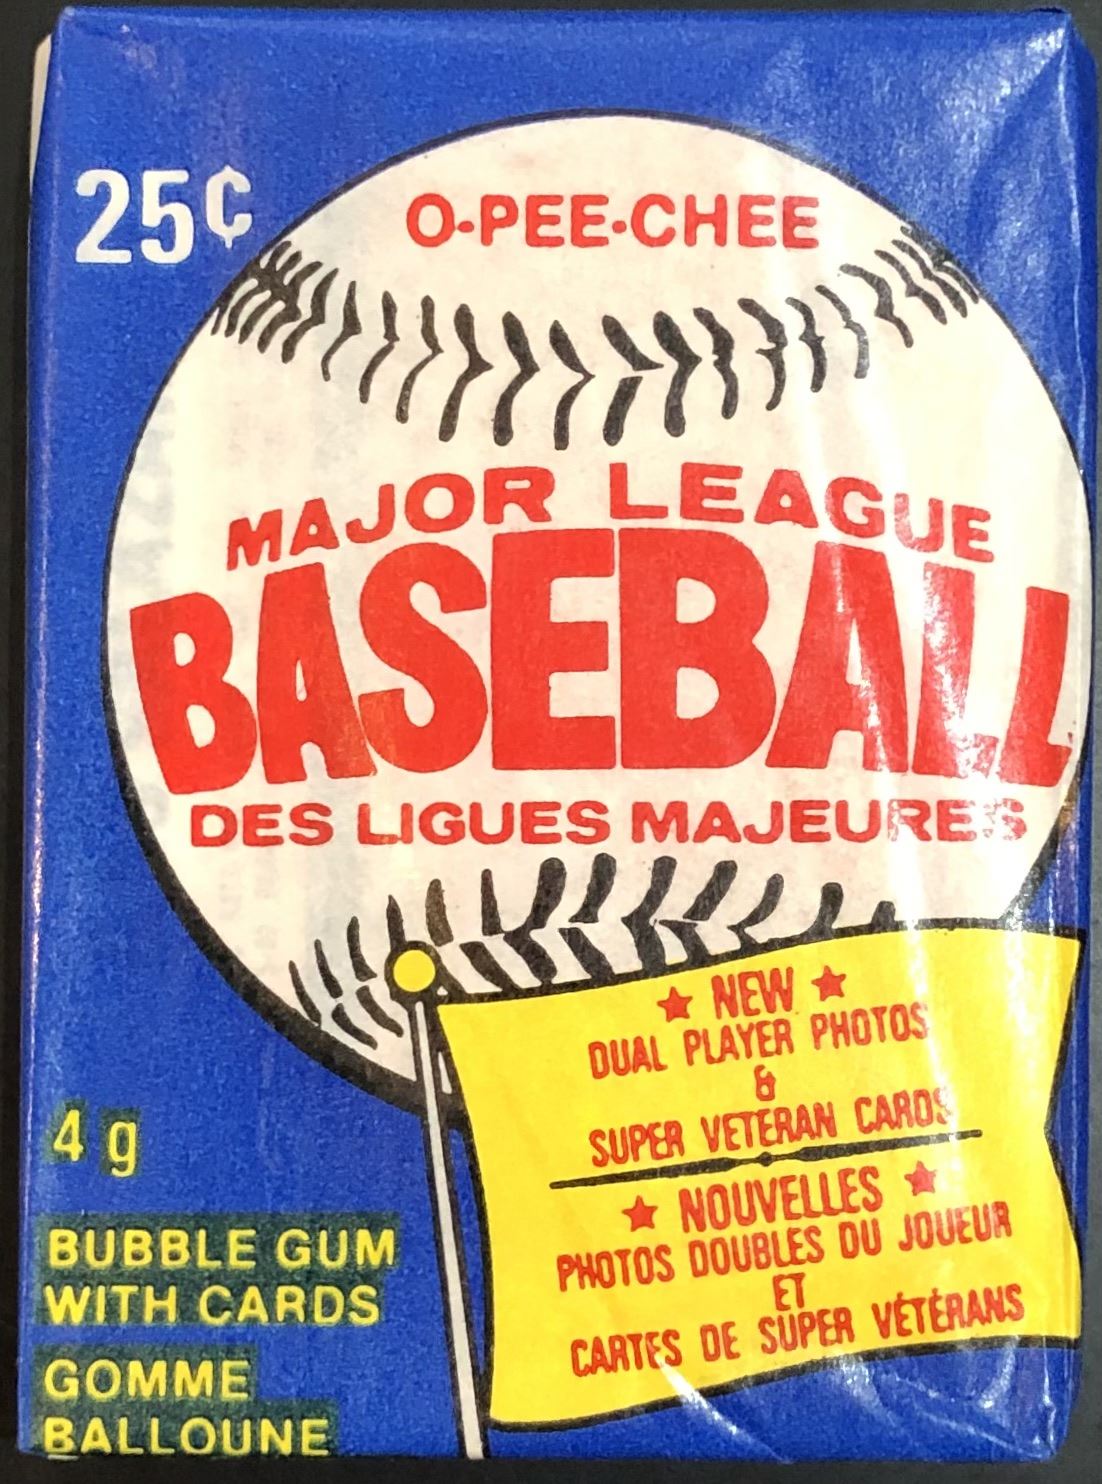 25¢
O-PEE-CHEE
MAJOR LEAGUE
BASEBALL
DES LIGUES MAJEURES
★ NEW ★
DUAL PLAYER PHOTOS
&
SUPER VETERAN CARDS
★ NOUVELLES ★
PHOTOS DOUBLES DU JOUEUR
ET
CARTES DE SUPER VÉTÉRANS
4 g
BUBBLE GUM
WITH CARDS
GOMME
BALLOUNE